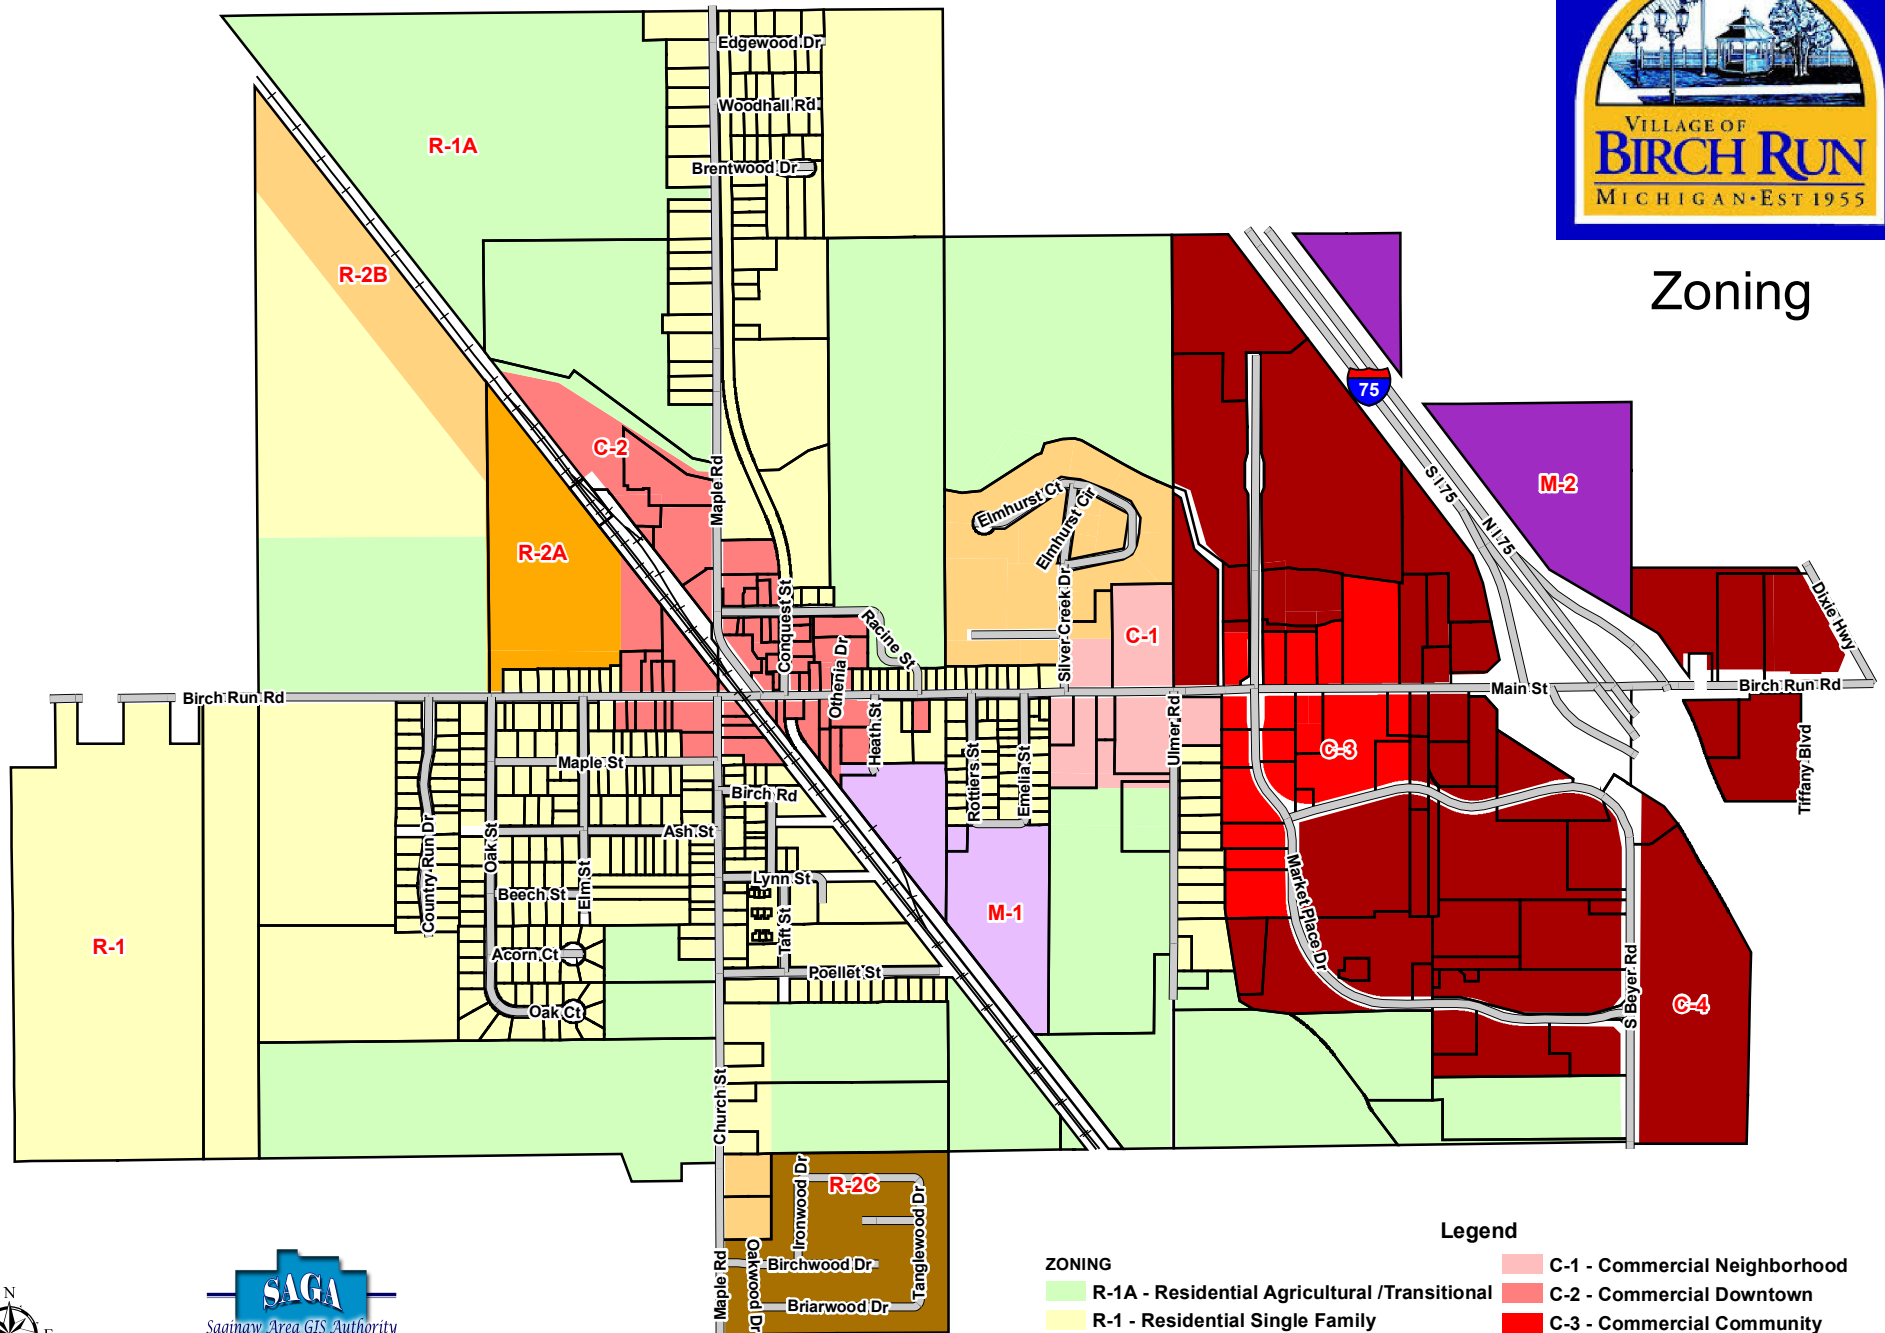 VILLAGE OF
BIRCH RUN
MICHIGAN•EST 1955
Zoning
Edgewood Dr
Woodhall Rd
Brentwood Dr
R-1A
R-2B
75
C-2
Maple Rd
S I 75
N I 75
M-2
Elmhurst Ct
Elmhurst Cir
R-2A
Conquest St
Racine St
Silver Creek Dr
C-1
Dixie Hwy
Otheria Dr
Birch Run Rd
Main St
Birch Run Rd
Heath St
Ulmer Rd
Rottiers St
Emelia St
C-3
Tiffany Blvd
Maple St
Birch Rd
Ash St
Country Run Dr
Oak St
Elm St
Beech St
Lynn St
Taft St
Market Place Dr
M-1
R-1
Acorn Ct
Poellet St
Oak Ct
S Beyer Rd
C-4
Church St
R-2C
Ironwood Dr
Tanglewood Dr
Maple Rd
Oakwood Dr
Birchwood Dr
Briarwood Dr
N
E
SAGA
Saginaw Area GIS Authority
Legend
ZONING
R-1A - Residential Agricultural /Transitional
R-1 - Residential Single Family
C-1 - Commercial Neighborhood
C-2 - Commercial Downtown
C-3 - Commercial Community